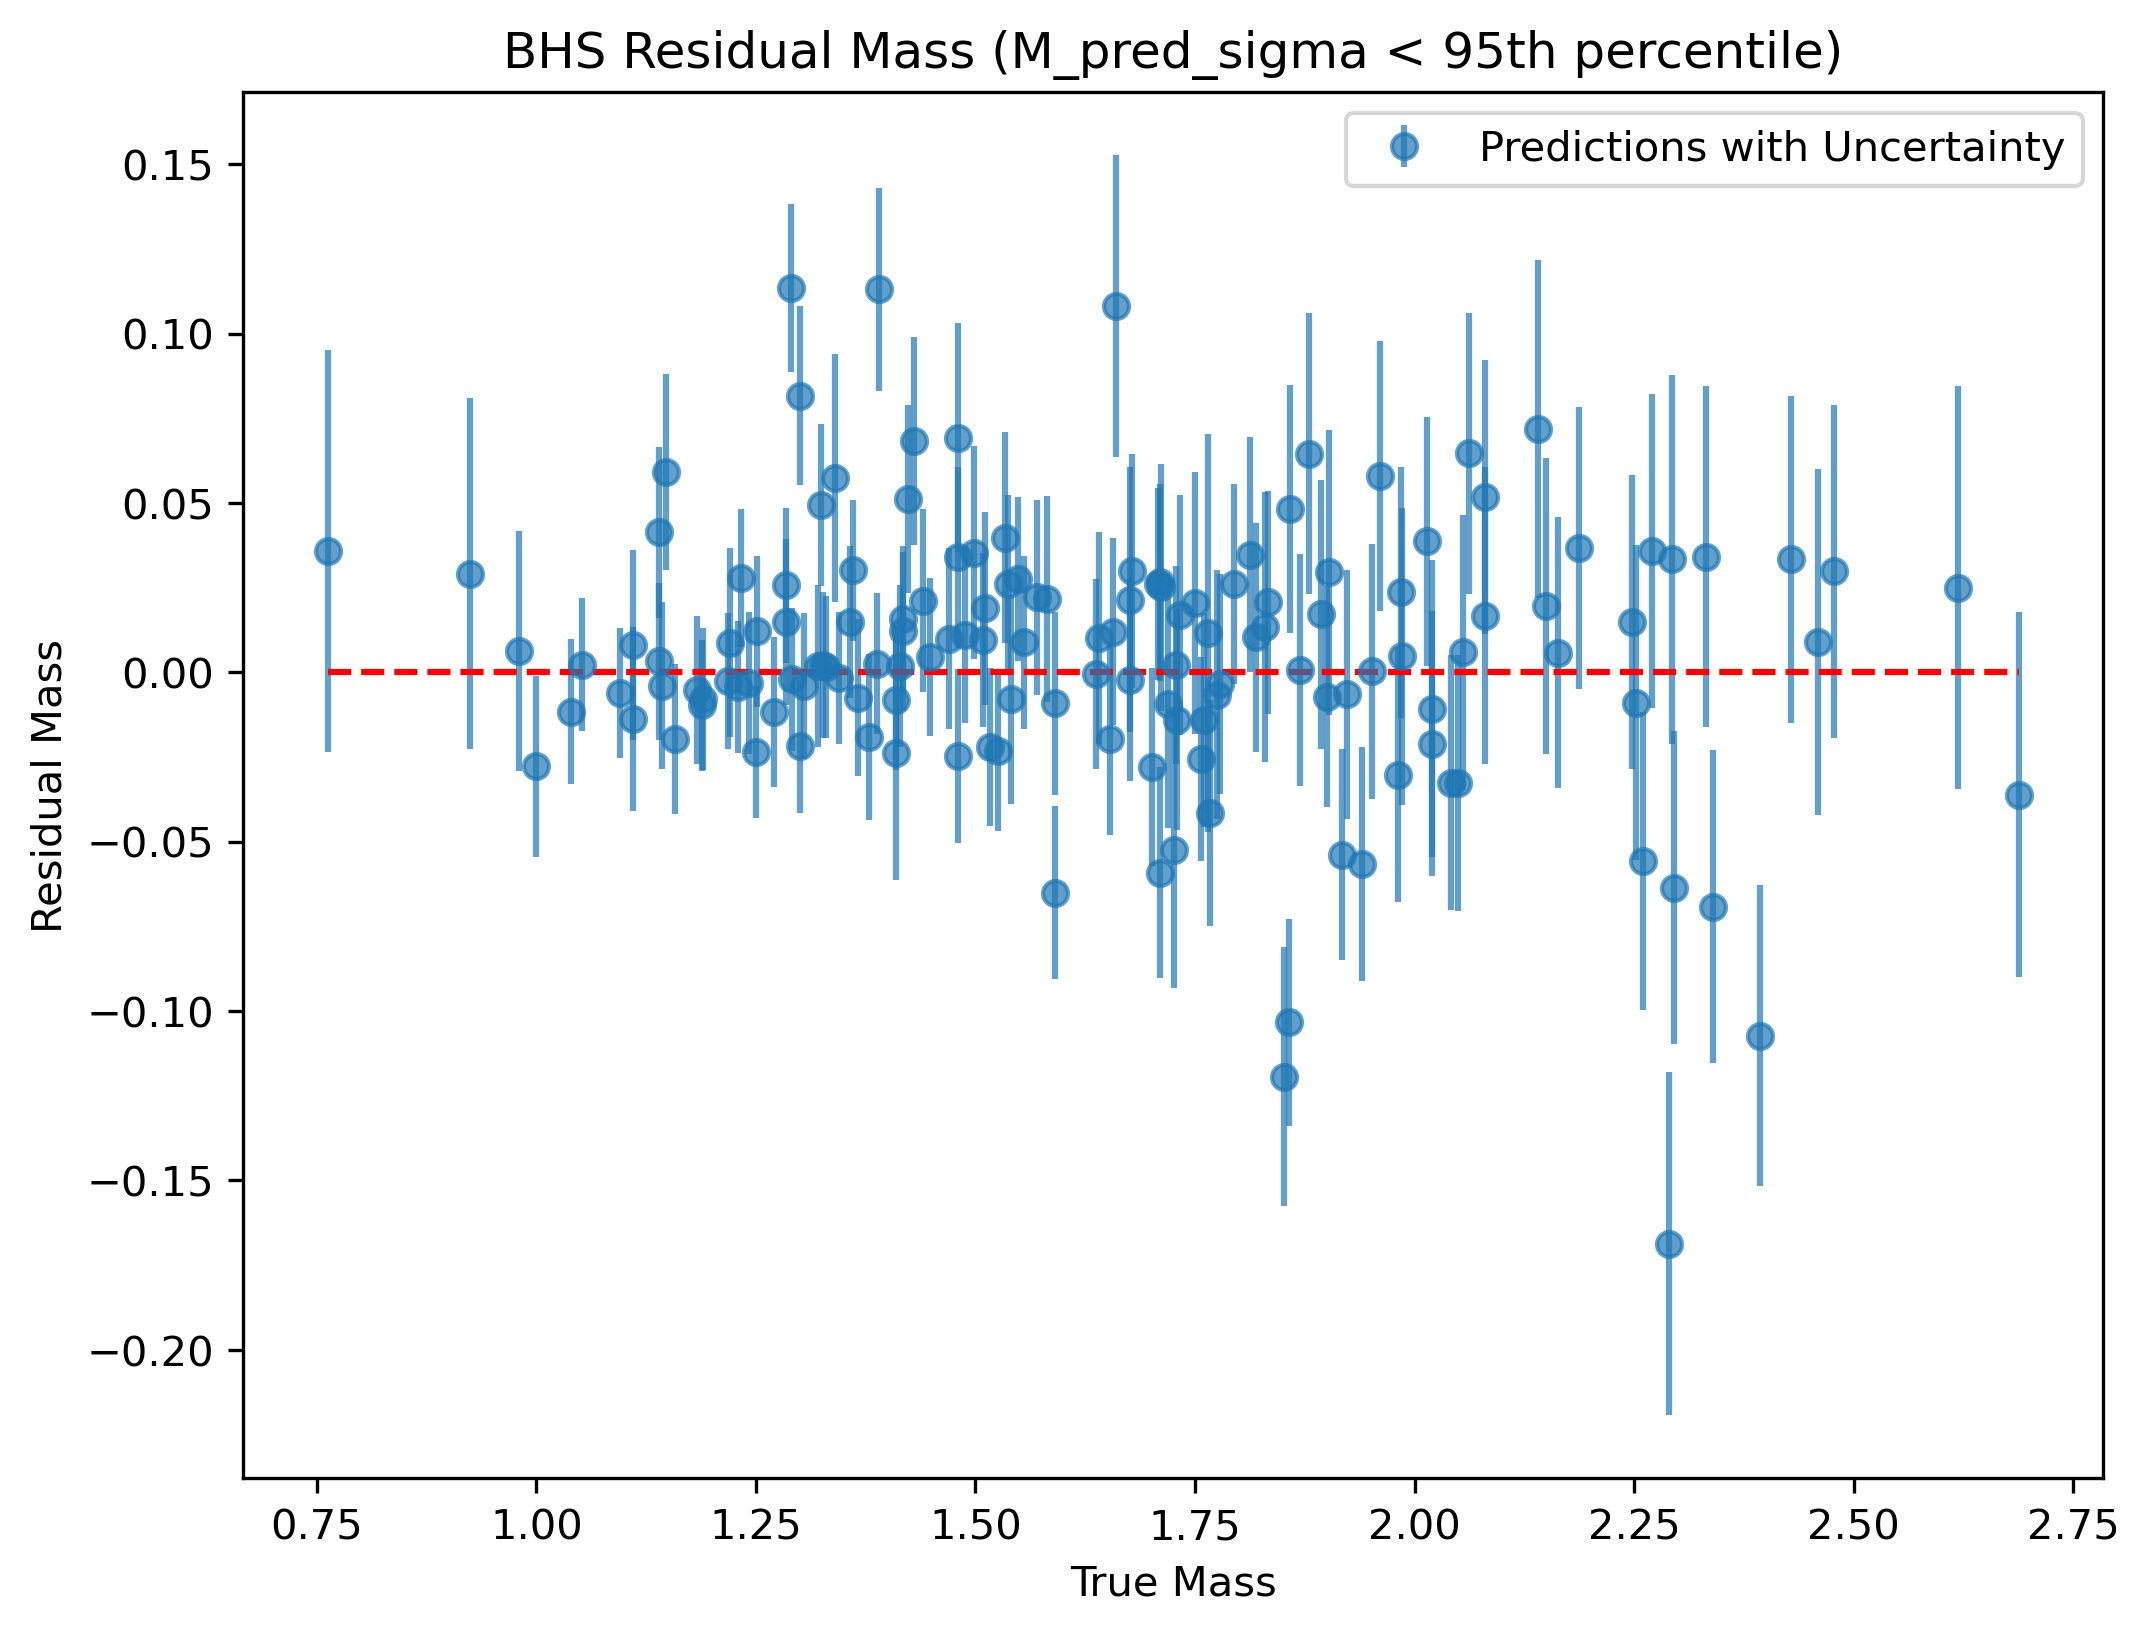 BHS Residual Mass (M_pred_sigma < 95th percentile)
Predictions with Uncertainty
0.15
0.10
0.05
0.00
−0.05
−0.10
−0.15
−0.20
Residual Mass
0.75 1.00 1.25 1.50 1.75 2.00 2.25 2.50 2.75
True Mass